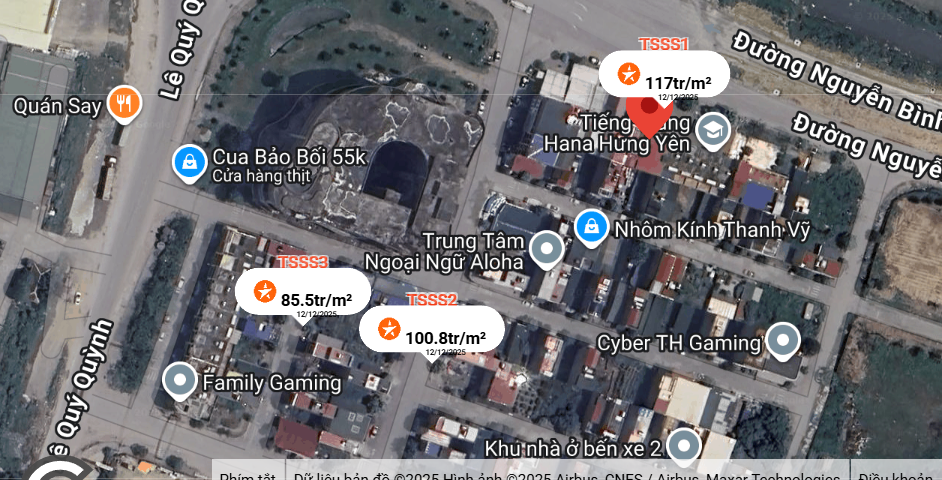 Lê Quý Q
TSSS1
Đường Nguyễn Bình
117tr/m²
12/12/2025
Quán Say
Đường Nguyễ
Tiếng Trung
Hana Hưng Yên
Cua Bảo Bối 55k
Cửa hàng thịt
Nhôm Kính Thanh Vỹ
Trung Tâm
Ngoại Ngữ Aloha
TSSS3
85.5tr/m²
12/12/2025
TSSS2
100.8tr/m²
12/12/2025
Cyber TH Gaming
Family Gaming
ê Quý Quỳnh
Khu nhà ở bến xe 2
Phím tắt
Dữ liệu bản đồ ©2025 Hình ảnh ©2025 Airbus, CNES / Airbus, Maxar Technologies
Điều khoản